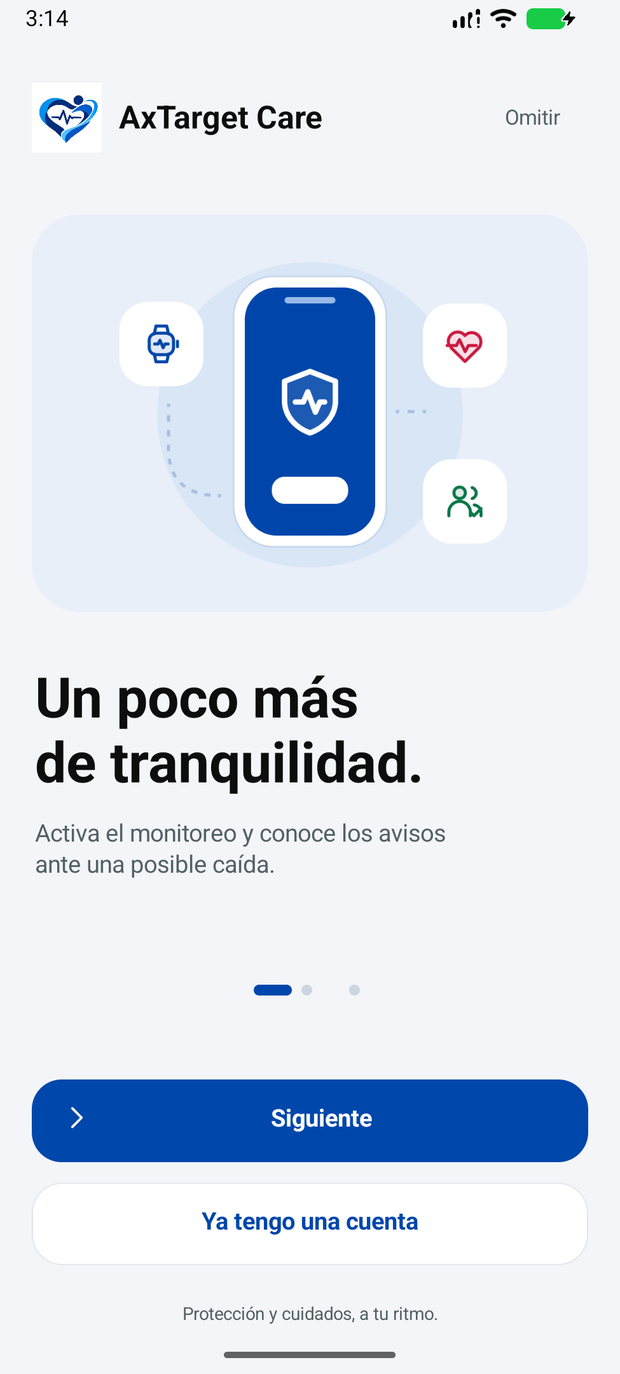 3:14
AxTarget Care
Omitir
Un poco más
de tranquilidad.
Activa el monitoreo y conoce los avisos
ante una posible caída.
Siguiente
Ya tengo una cuenta
Protección y cuidados, a tu ritmo.